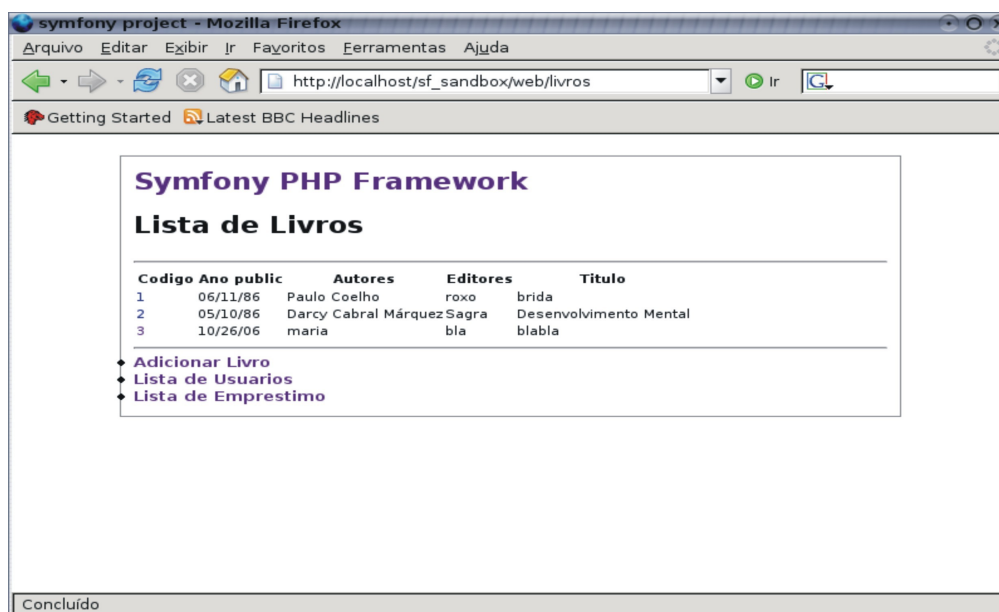 symfony project - Mozilla Firefox
Arquivo Editar Exibir Ir Favoritos Ferramentas Ajuda
http://localhost/sf_sandbox/web/livros Ir G
Getting Started Latest BBC Headlines
Symfony PHP Framework
Lista de Livros
Codigo Ano public Autores Editores Titulo
1 06/11/86 Paulo Coelho roxo brida
2 05/10/86 Darcy Cabral Márquez Sagra Desenvolvimento Mental
3 10/26/06 maria bla blabla
Adicionar Livro
Lista de Usuarios
Lista de Emprestimo
Concluído